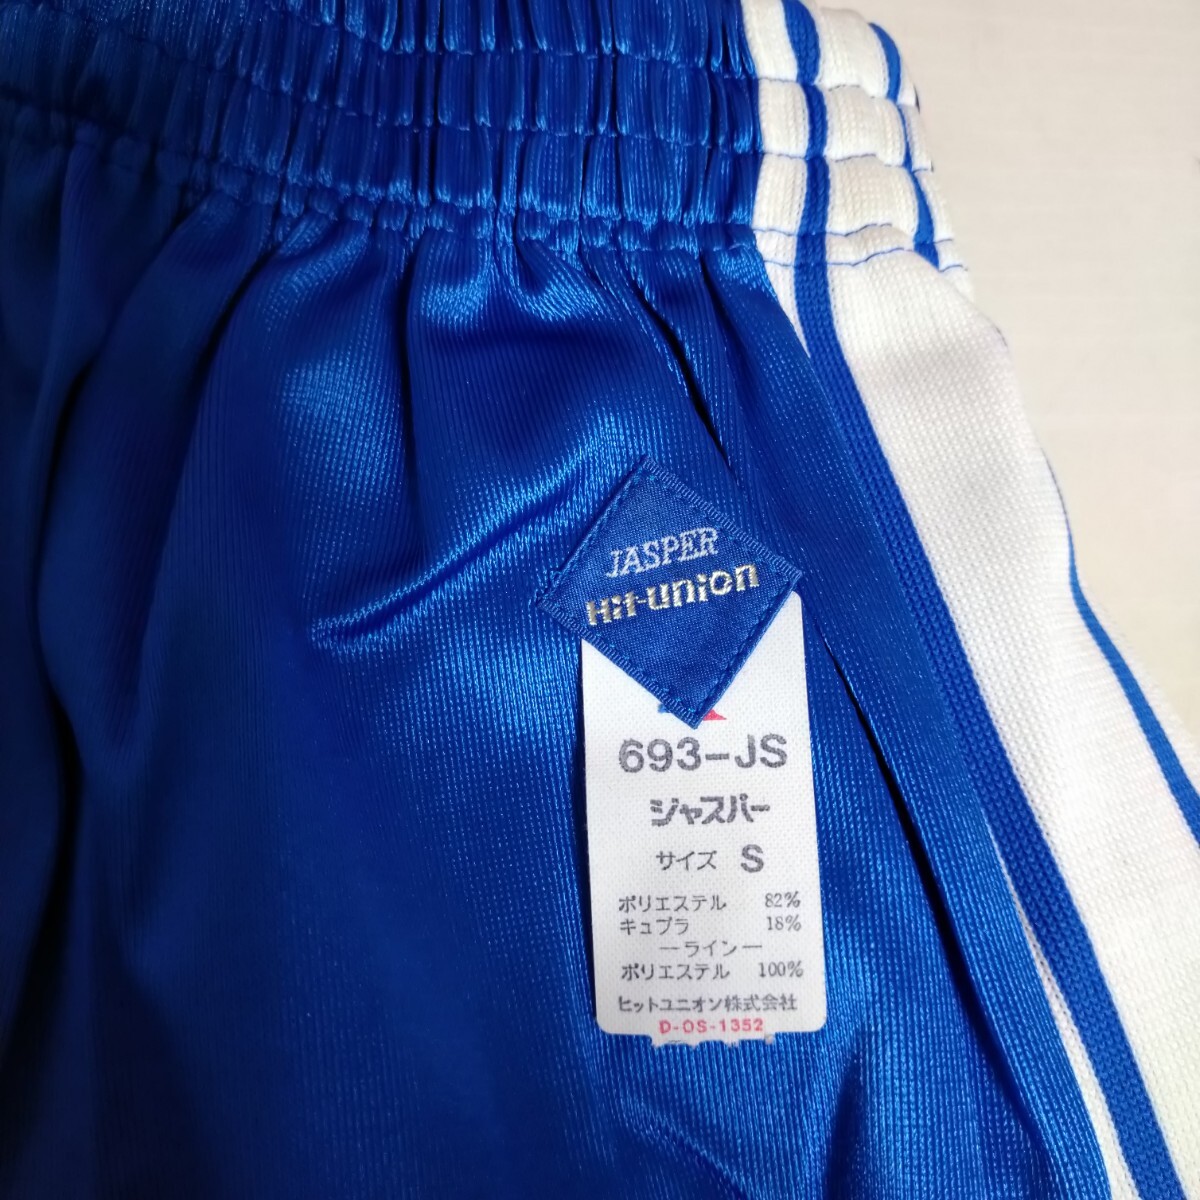 JASPER
Hit-union
693-JS
ジャスパー
サイズ S
ポリエステル 82%
キュプラ 18%
――ライン―
ポリエステル 100%
ヒットユニオン株式会社
D-OS-1352